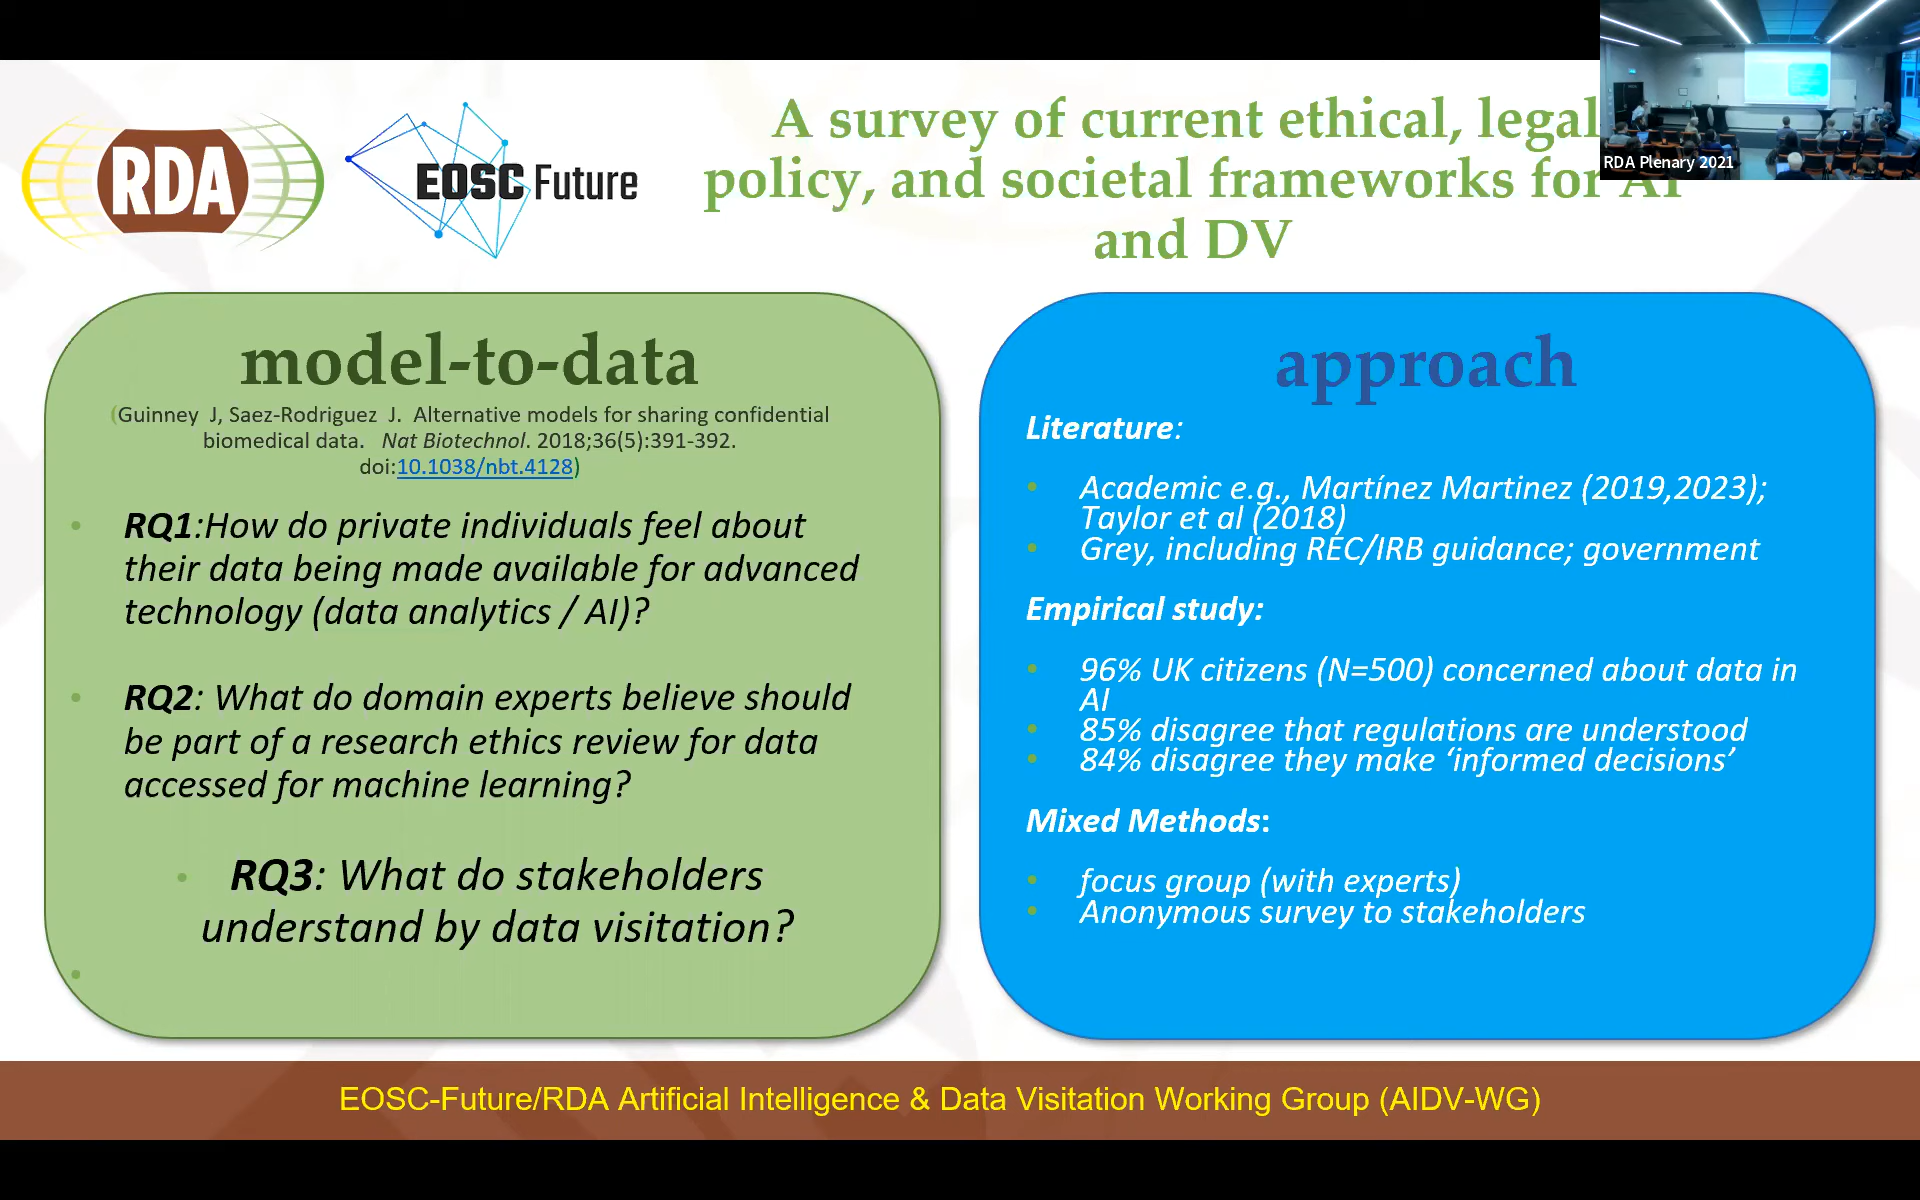 RDA
EOSC Future
A survey of current ethical, legal
policy, and societal frameworks for AI
and DV
RDA Plenary 2021
model-to-data
(Guinney J, Saez-Rodriguez J. Alternative models for sharing confidential
biomedical data. Nat Biotechnol. 2018;36(5):391-392.
doi:10.1038/nbt.4128)
• RQ1:How do private individuals feel about
their data being made available for advanced
technology (data analytics / AI)?
• RQ2: What do domain experts believe should
be part of a research ethics review for data
accessed for machine learning?
• RQ3: What do stakeholders
understand by data visitation?
•
approach
Literature:
• Academic e.g., Martínez Martinez (2019,2023);
Taylor et al (2018)
• Grey, including REC/IRB guidance; government
Empirical study:
• 96% UK citizens (N=500) concerned about data in
AI
• 85% disagree that regulations are understood
• 84% disagree they make ‘informed decisions’
Mixed Methods:
• focus group (with experts)
• Anonymous survey to stakeholders
EOSC-Future/RDA Artificial Intelligence & Data Visitation Working Group (AIDV-WG)